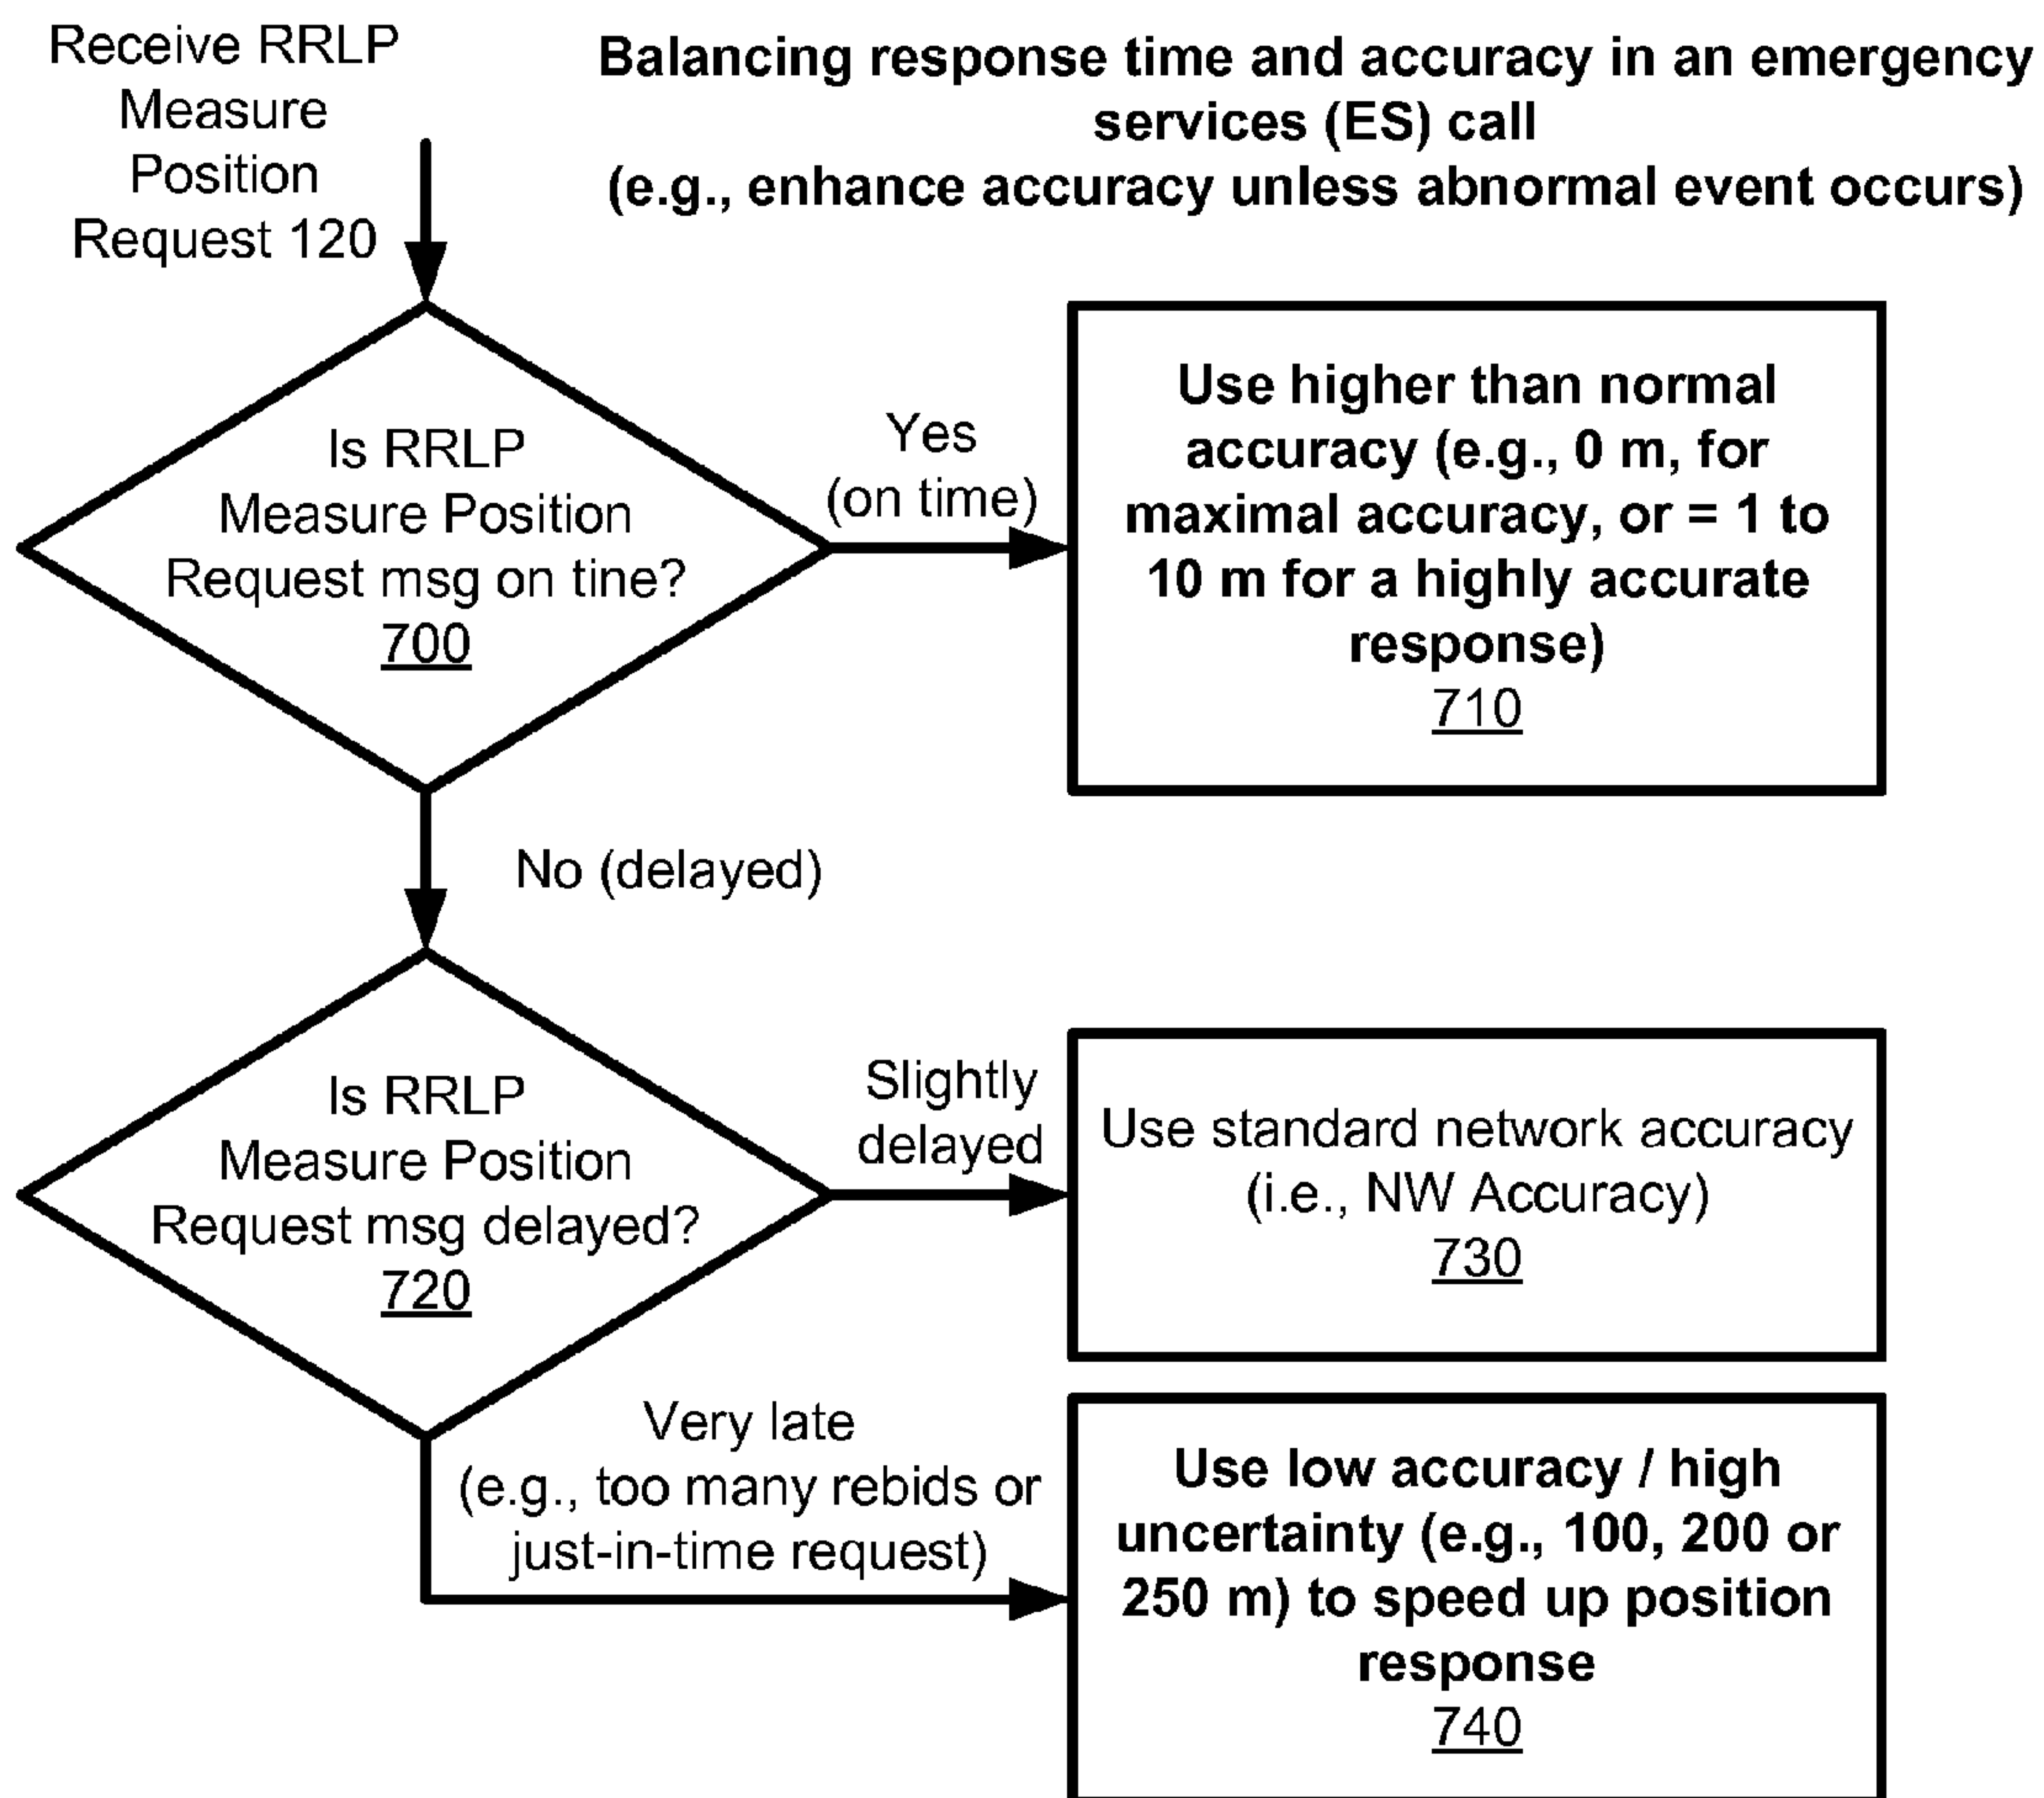 Receive RRLP
Measure
Position
Request 120
Balancing response time and accuracy in an emergency
services (ES) call
(e.g., enhance accuracy unless abnormal event occurs)
Is RRLP
Measure Position
Request msg on tine?
700
Yes
(on time)
Use higher than normal
accuracy (e.g., 0 m, for
maximal accuracy, or = 1 to
10 m for a highly accurate
response)
710
No (delayed)
Is RRLP
Measure Position
Request msg delayed?
720
Slightly
delayed
Use standard network accuracy
(i.e., NW Accuracy)
730
Very late
(e.g., too many rebids or
just-in-time request)
Use low accuracy / high
uncertainty (e.g., 100, 200 or
250 m) to speed up position
response
740